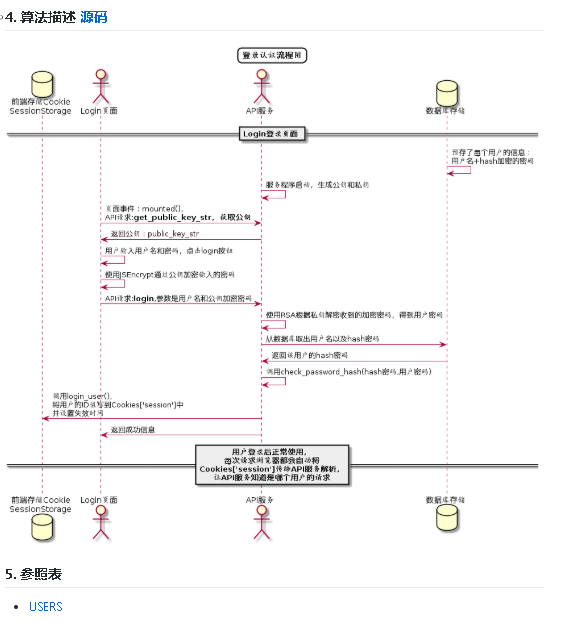 4. 算法描述 源码
登录认证流程图
前端存储Cookie
SessionStorage
Login页面
API服务
数据库存储
Login登录页面
预存了每个用户的信息：
用户名+hash加密的密码
服务程序启动，生成公钥和私钥
页面事件：mounted(),
API请求:get_public_key_str，获取公钥
返回公钥：public_key_str
用户输入用户名和密码，点击login按钮
使用JSEncrypt通过公钥加密输入的密码
API请求:login,参数是用户名和公钥加密密码
使用RSA根据私钥解密收到的加密密码，得到用户密码
从数据库取出用户名以及hash密码
返回该用户的hash密码
调用check_password_hash(hash密码,用户密码)
调用login_user(),
将用户的ID储存到Cookies['session']中
并设置失效时间
返回成功信息
用户登录后正常使用,
每次请求浏览器都会自动将
Cookies['session']传给API服务解析,
让API服务知道是哪个用户的请求
前端存储Cookie
SessionStorage
Login页面
API服务
数据库存储
5. 参照表
USERS